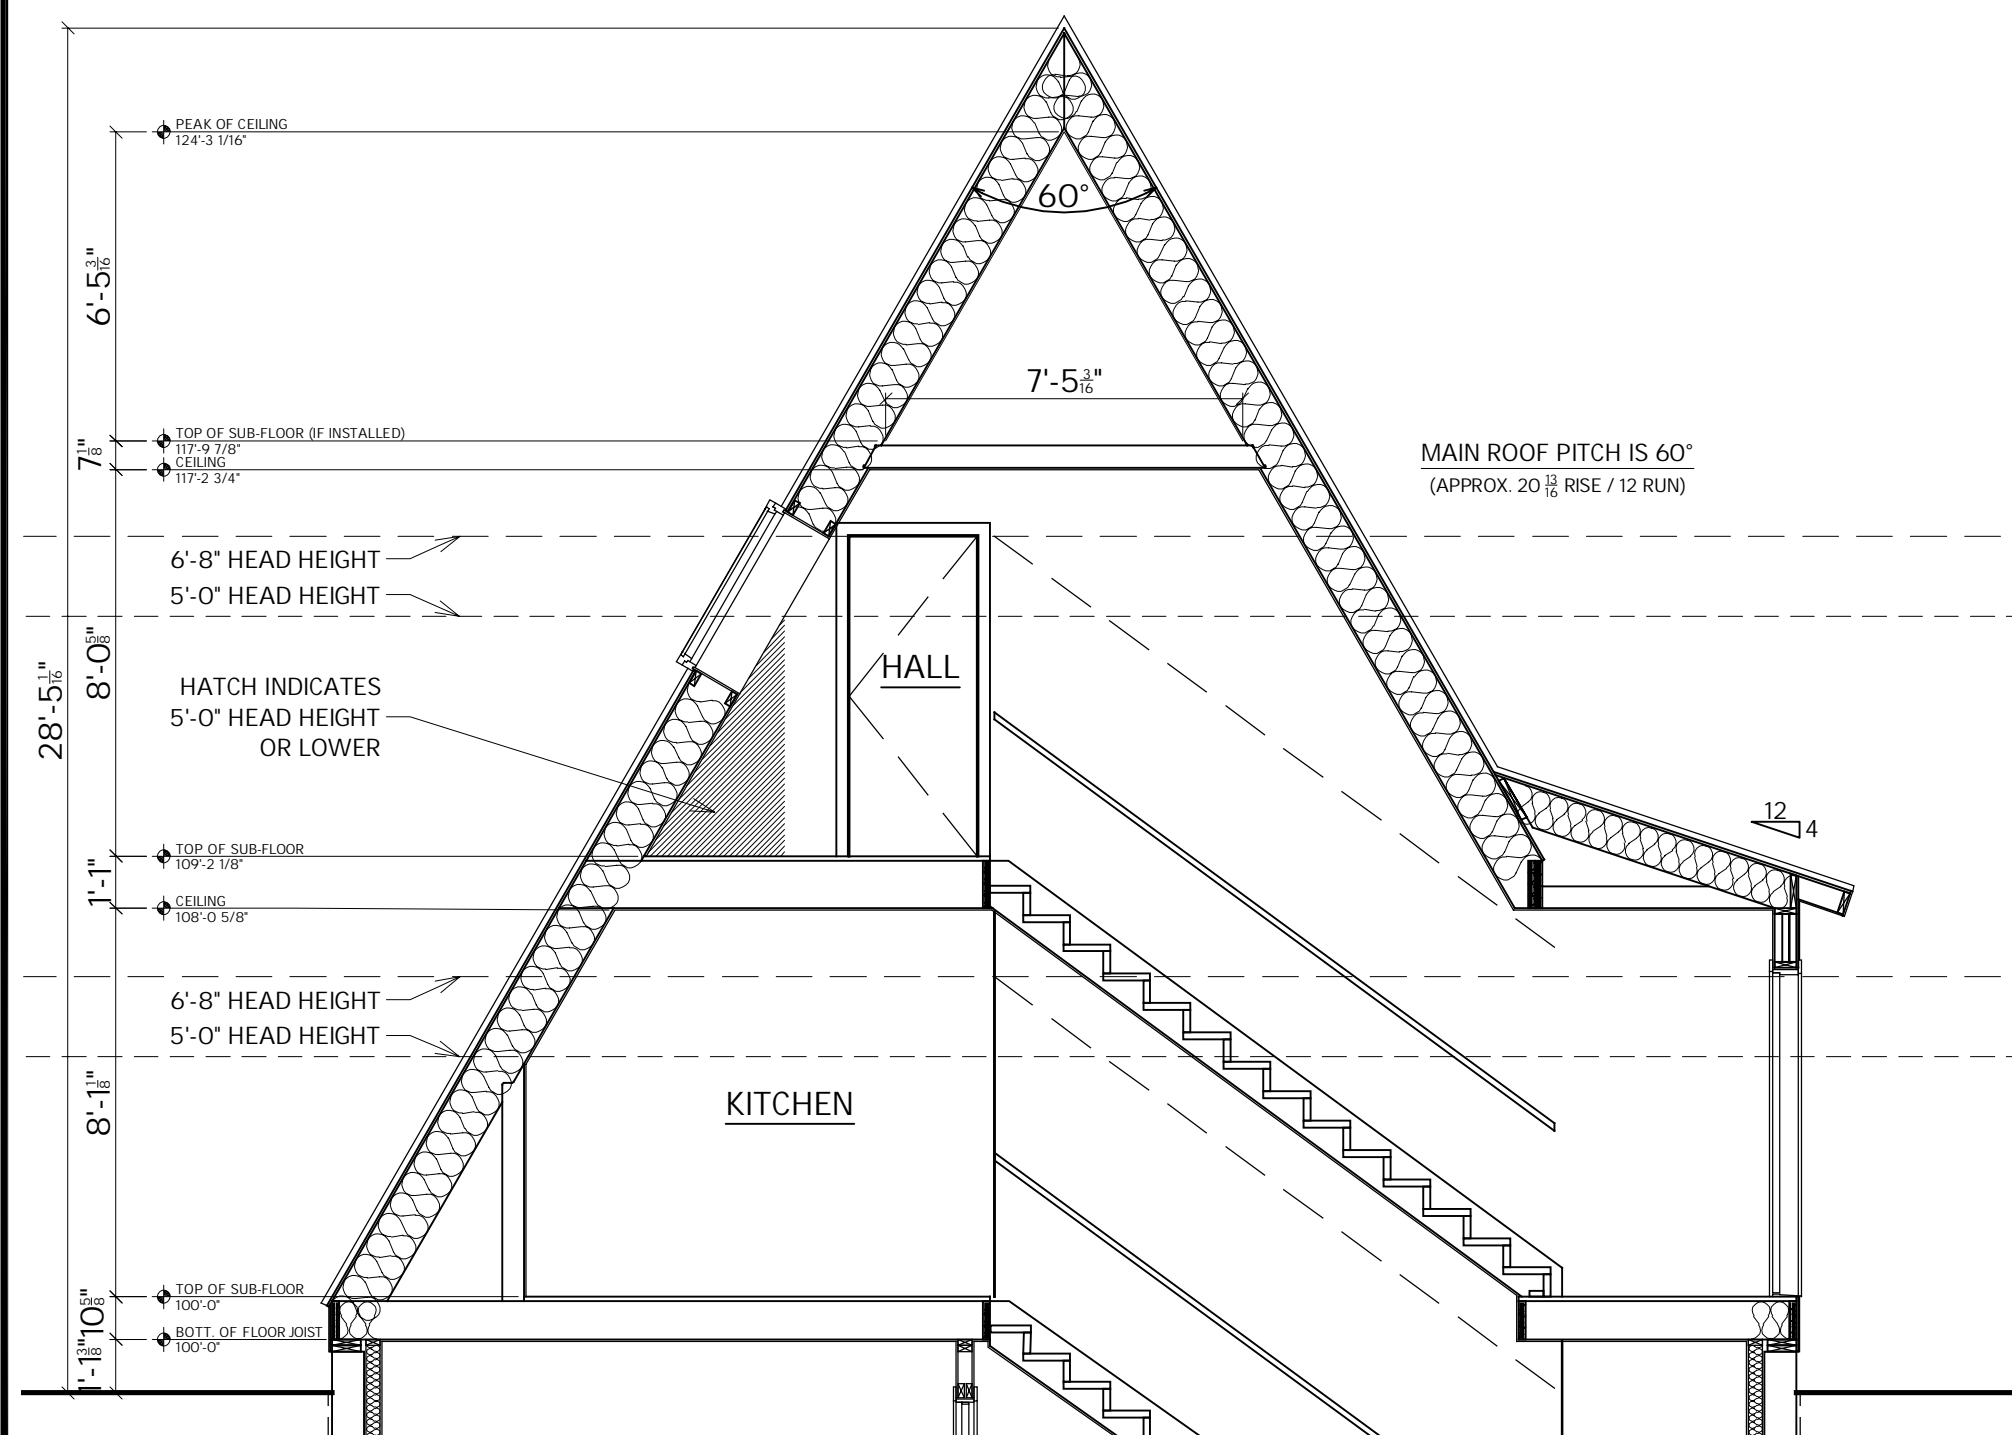 PEAK OF CEILING
124'-3 1/16"
60°
6'-5 3/16"
7'-5 3/16"
TOP OF SUB-FLOOR (IF INSTALLED)
117'-9 7/8"
7 1/8"
CEILING
117'-2 3/4"
MAIN ROOF PITCH IS 60°
(APPROX. 20 13/16 RISE / 12 RUN)
6'-8" HEAD HEIGHT
5'-0" HEAD HEIGHT
8'-0 5/8"
28'-5 1/16"
HATCH INDICATES
5'-0" HEAD HEIGHT
OR LOWER
HALL
12
4
TOP OF SUB-FLOOR
109'-2 1/8"
1'-1"
CEILING
108'-0 5/8"
6'-8" HEAD HEIGHT
5'-0" HEAD HEIGHT
8'-1 1/8"
KITCHEN
TOP OF SUB-FLOOR
100'-0"
10 5/8"
BOTT. OF FLOOR JOIST
100'-0"
1'-1 3/8"